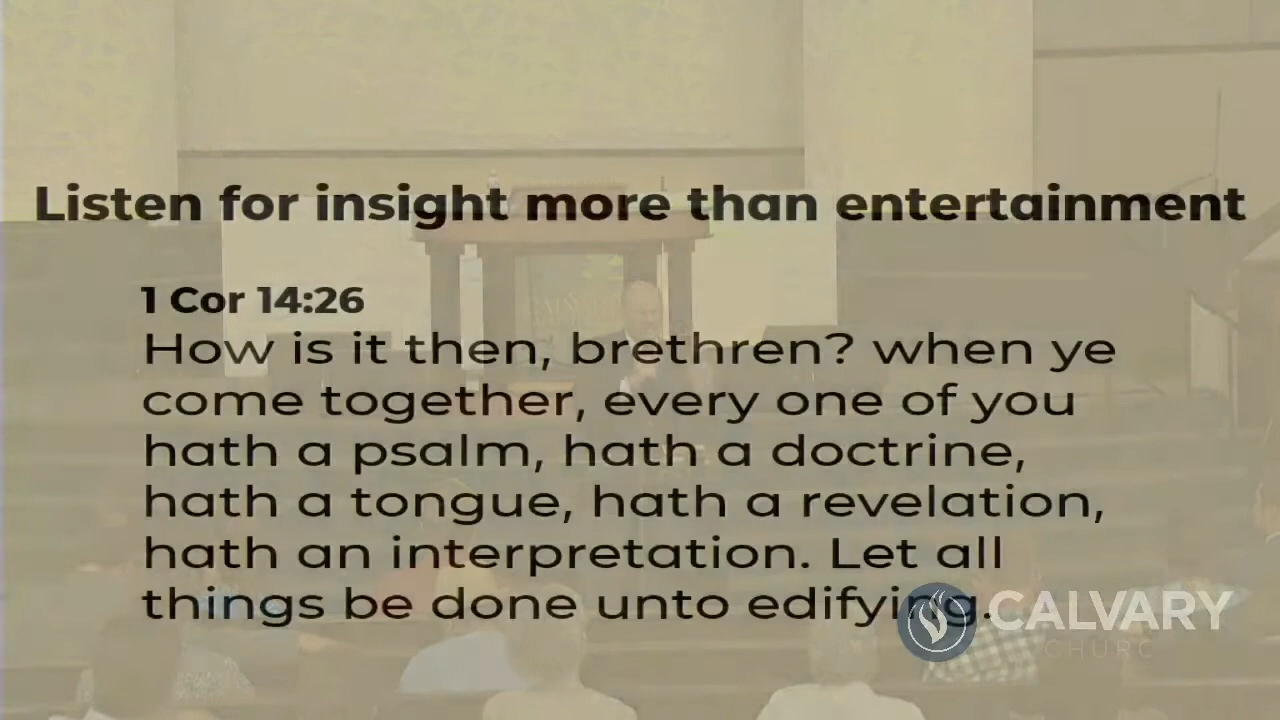 Listen for insight more than entertainment
1 Cor 14:26
How is it then, brethren? when ye
come together, every one of you
hath a psalm, hath a doctrine,
hath a tongue, hath a revelation,
hath an interpretation. Let all
things be done unto edifying.
CALVARY
CHURC